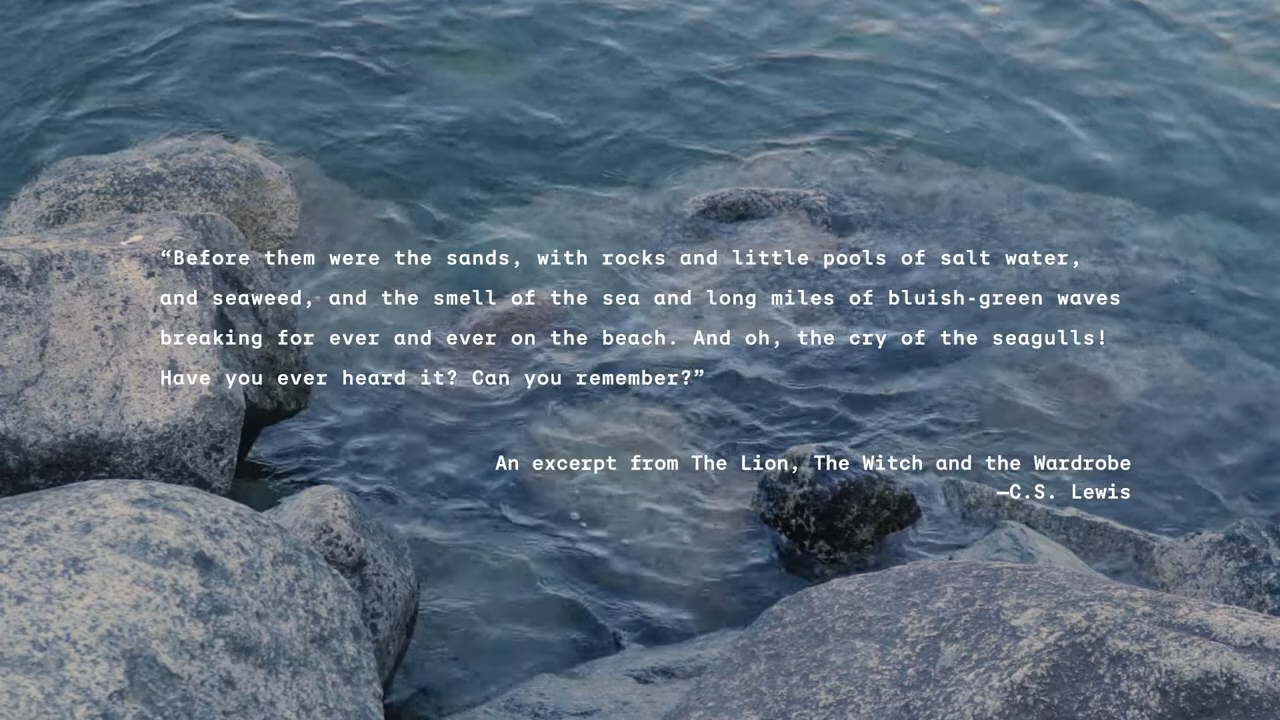 “Before them were the sands, with rocks and little pools of salt water,
and seaweed, and the smell of the sea and long miles of bluish-green waves
breaking for ever and ever on the beach. And oh, the cry of the seagulls!
Have you ever heard it? Can you remember?”
An excerpt from The Lion, The Witch and the Wardrobe
—C.S. Lewis